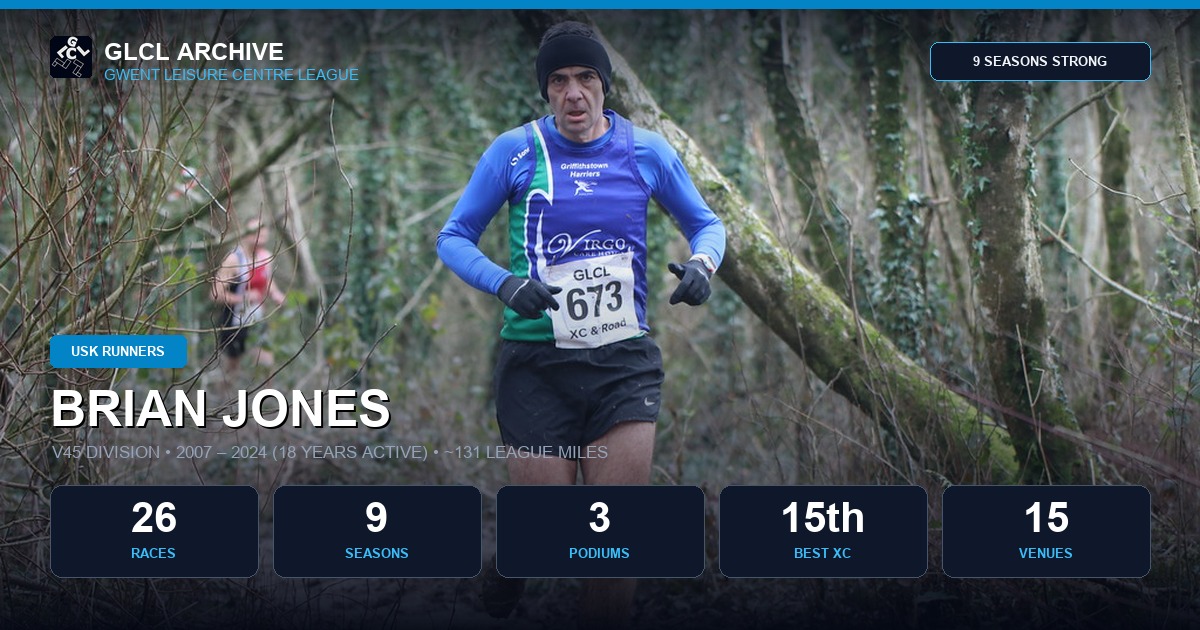 GLCL ARCHIVE
GWENT LEISURE CENTRE LEAGUE
9 SEASONS STRONG
Griffithstown
Harriers
VIRGO
GLCL
673
XC & Road
USK RUNNERS
BRIAN JONES
V45 DIVISION • 2007 – 2024 (18 YEARS ACTIVE) • ~131 LEAGUE MILES
26
RACES
9
SEASONS
3
PODIUMS
15th
BEST XC
15
VENUES